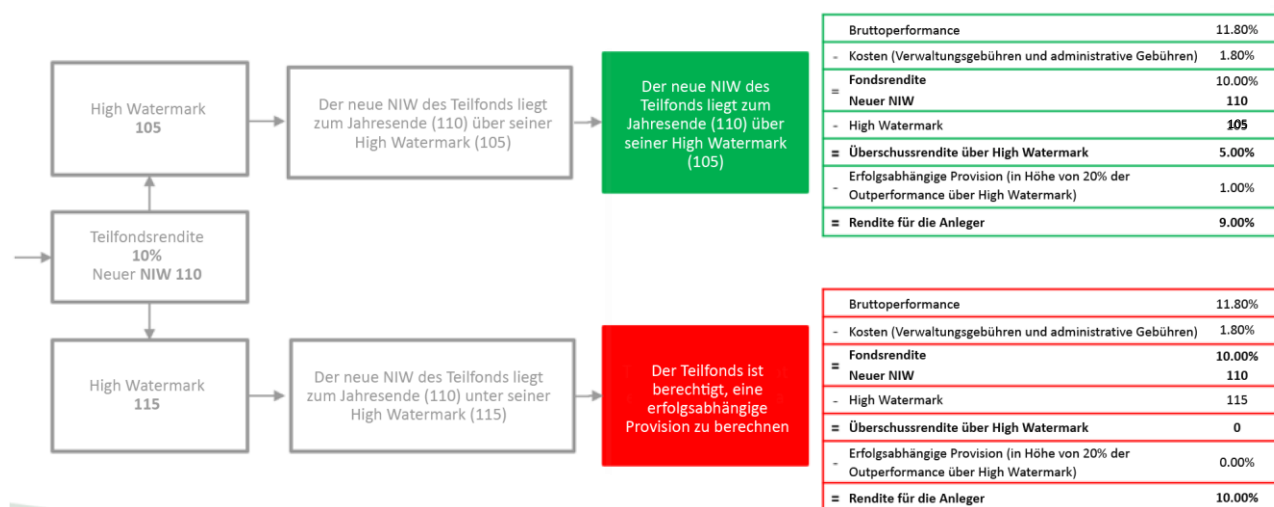 High Watermark
105
Der neue NIW des Teilfonds liegt
zum Jahresende (110) über seiner
High Watermark (105)
Der neue NIW des
Teilfonds liegt zum
Jahresende (110) über
seiner High Watermark
(105)
Bruttoperformance 11.80%
- Kosten (Verwaltungsgebühren und administrative Gebühren) 1.80%
= Fondsrendite 10.00%
Neuer NIW 110
- High Watermark 105
= Überschussrendite über High Watermark 5.00%
- Erfolgsabhängige Provision (in Höhe von 20% der
Outperformance über High Watermark) 1.00%
= Rendite für die Anleger 9.00%
Teilfondsrendite
10%
Neuer NIW 110
High Watermark
115
Der neue NIW des Teilfonds liegt
zum Jahresende (110) unter seiner
High Watermark (115)
Der Teilfonds ist
berechtigt, eine
erfolgsabhängige
Provision zu berechnen
Bruttoperformance 11.80%
- Kosten (Verwaltungsgebühren und administrative Gebühren) 1.80%
= Fondsrendite 10.00%
Neuer NIW 110
- High Watermark 115
= Überschussrendite über High Watermark 0
- Erfolgsabhängige Provision (in Höhe von 20% der
Outperformance über High Watermark) 0.00%
= Rendite für die Anleger 10.00%